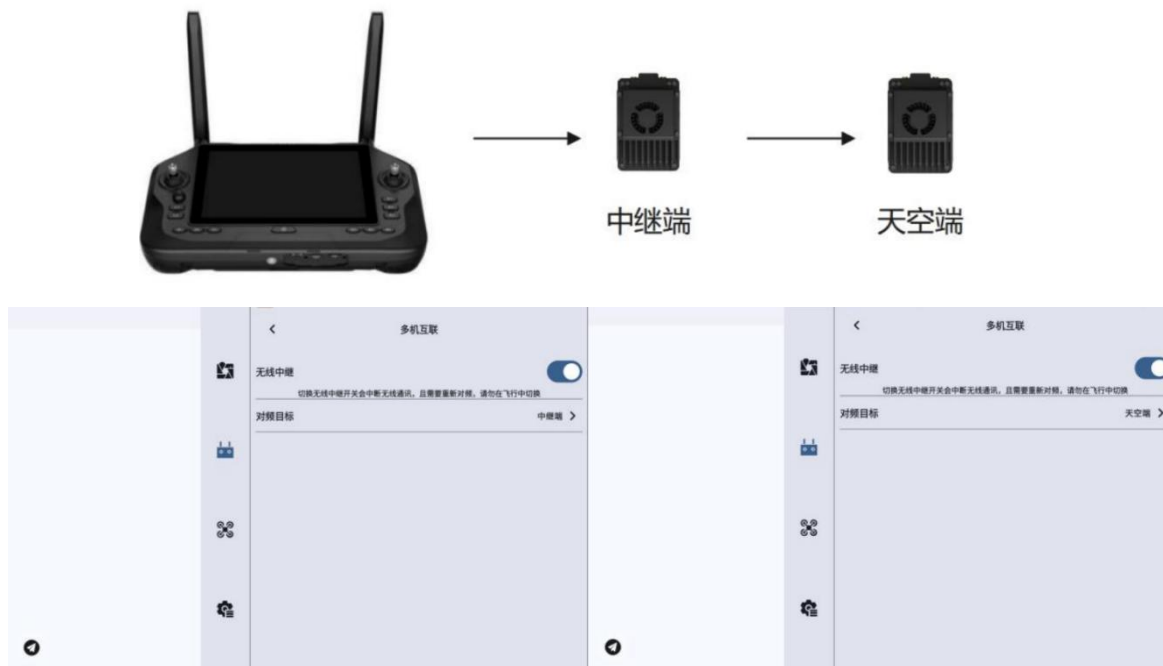 中继端
天空端
多机互联
无线中继
切换无线中继开关会中断无线通讯，且需要重新对频，请勿在飞行中切换
对频目标
中继端
多机互联
无线中继
切换无线中继开关会中断无线通讯，且需要重新对频，请勿在飞行中切换
对频目标
天空端